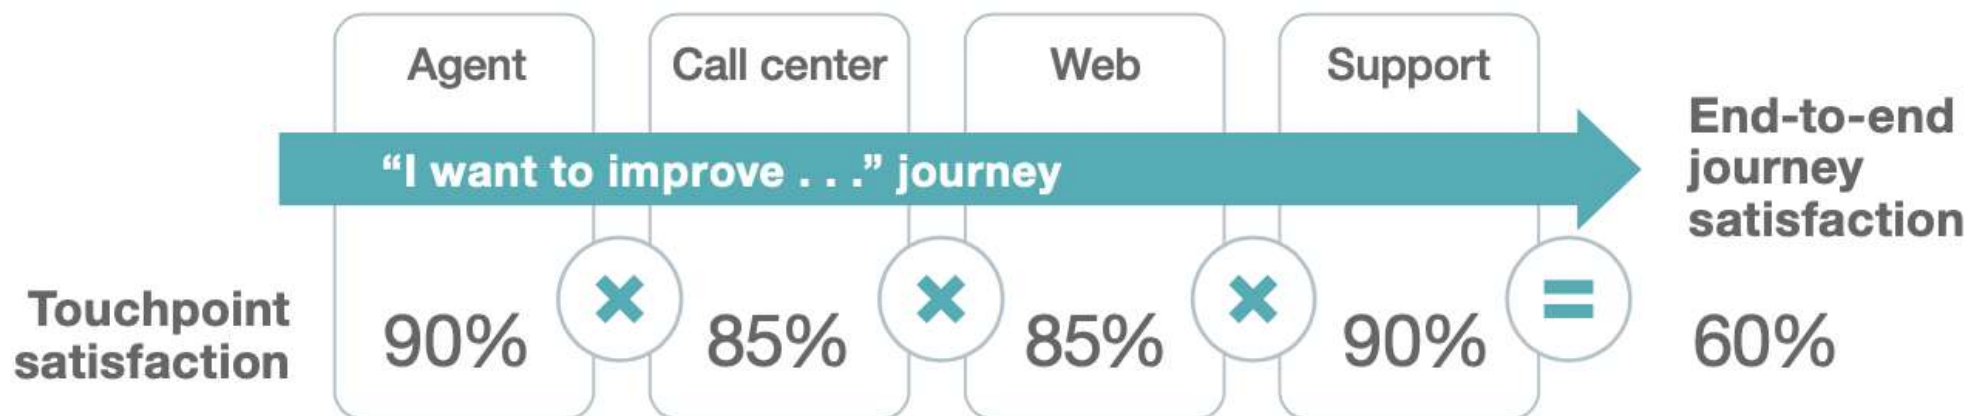 Agent
Call center
Web
Support
“I want to improve . . .” journey
End-to-end
journey
satisfaction
Touchpoint
satisfaction
90% × 85% × 85% × 90% = 60%